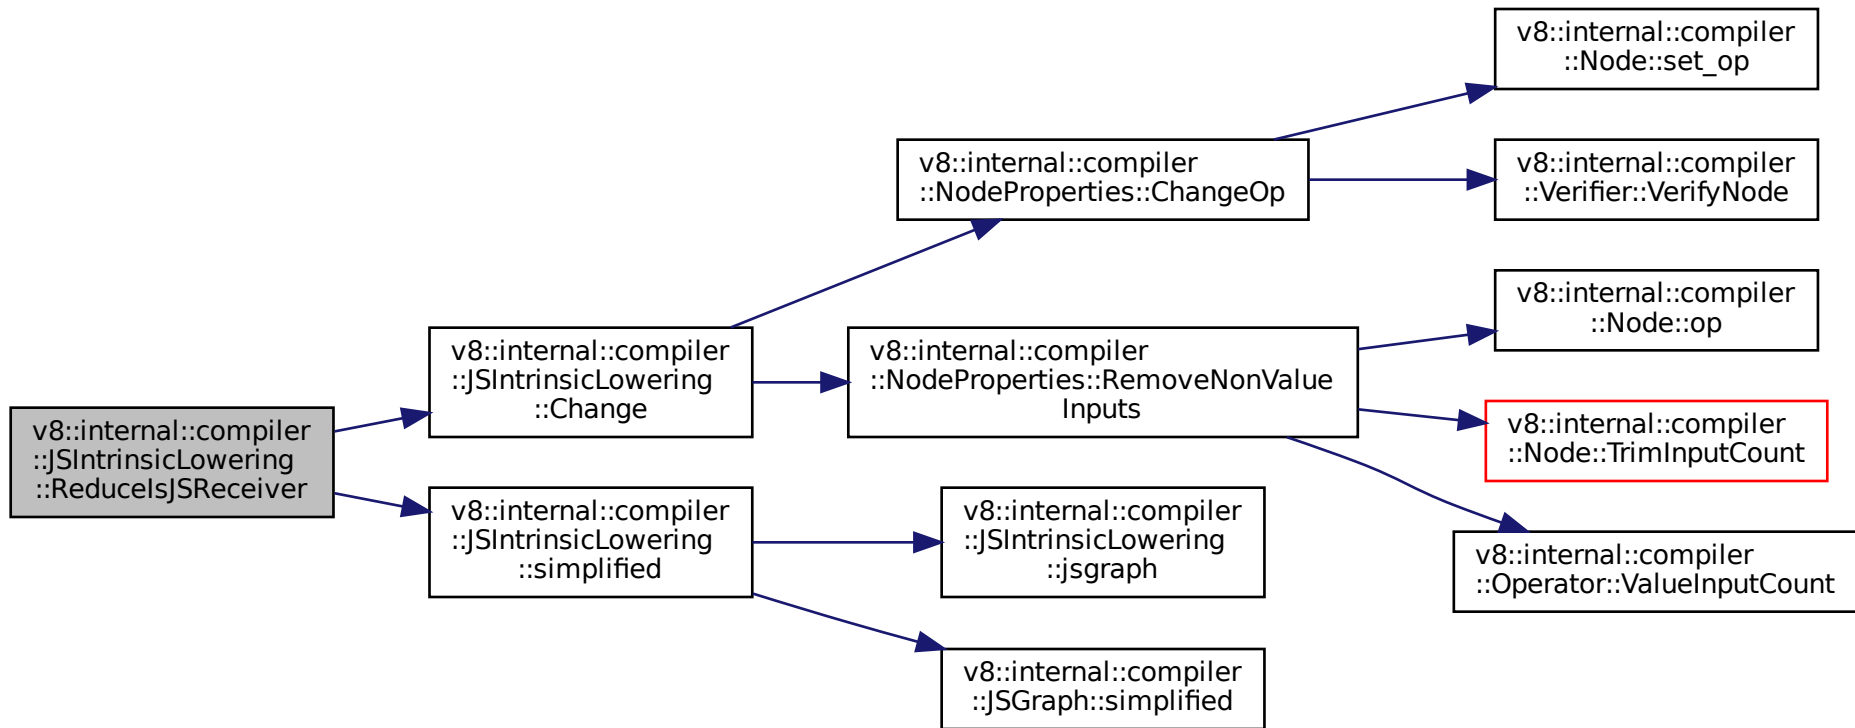 v8::internal::compiler
::Node::set_op
v8::internal::compiler
::NodeProperties::ChangeOp
v8::internal::compiler
::Verifier::VerifyNode
v8::internal::compiler
::Node::op
v8::internal::compiler
::JSIntrinsicLowering
::Change
v8::internal::compiler
::NodeProperties::RemoveNonValue
Inputs
v8::internal::compiler
::Node::TrimInputCount
v8::internal::compiler
::JSIntrinsicLowering
::ReduceIsJSReceiver
v8::internal::compiler
::JSIntrinsicLowering
::simplified
v8::internal::compiler
::JSIntrinsicLowering
::jsgraph
v8::internal::compiler
::Operator::ValueInputCount
v8::internal::compiler
::JSGraph::simplified